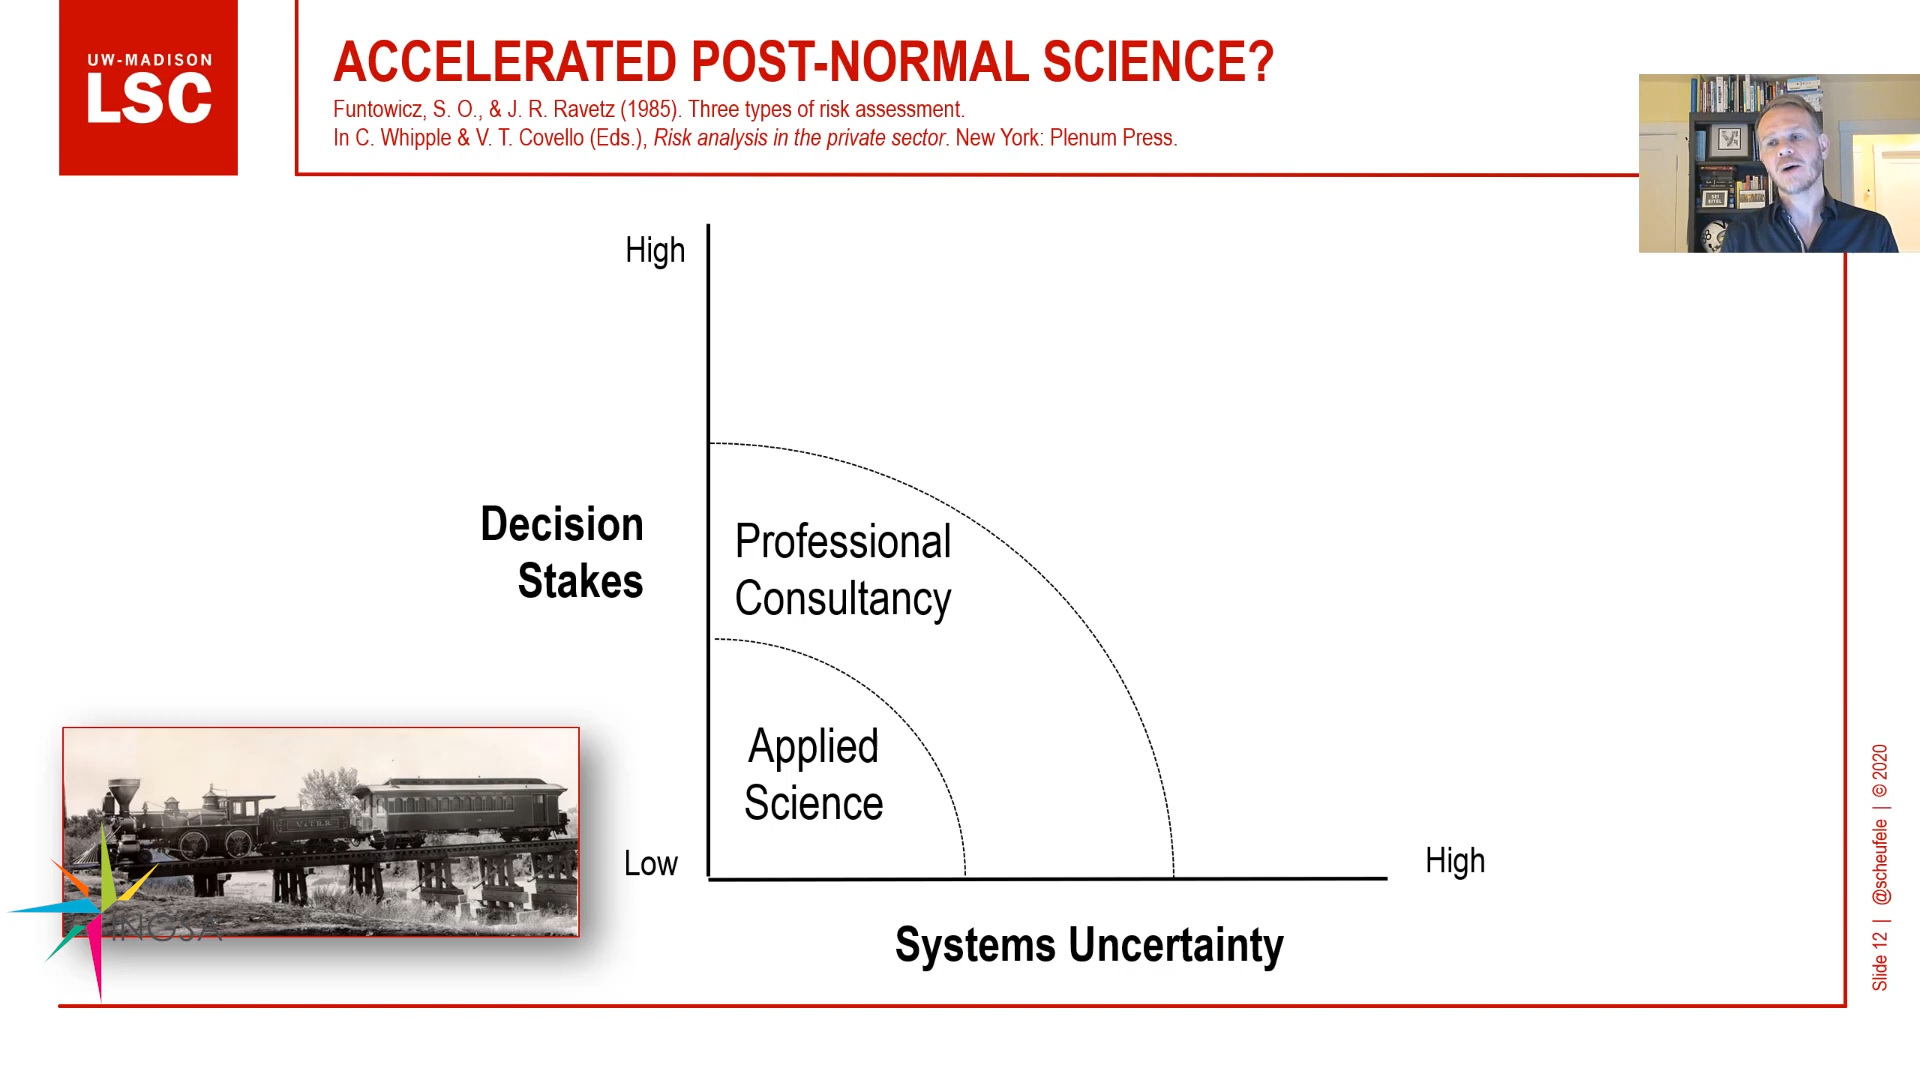 UW-MADISON
LSC
ACCELERATED POST-NORMAL SCIENCE?
Funtowicz, S. O., & J. R. Ravetz (1985). Three types of risk assessment.
In C. Whipple & V. T. Covello (Eds.), Risk analysis in the private sector. New York: Plenum Press.
High
Decision
Stakes
Professional
Consultancy
Applied
Science
Low
High
Systems Uncertainty
INGSA
Slide 12 | @scheufele | © 2020